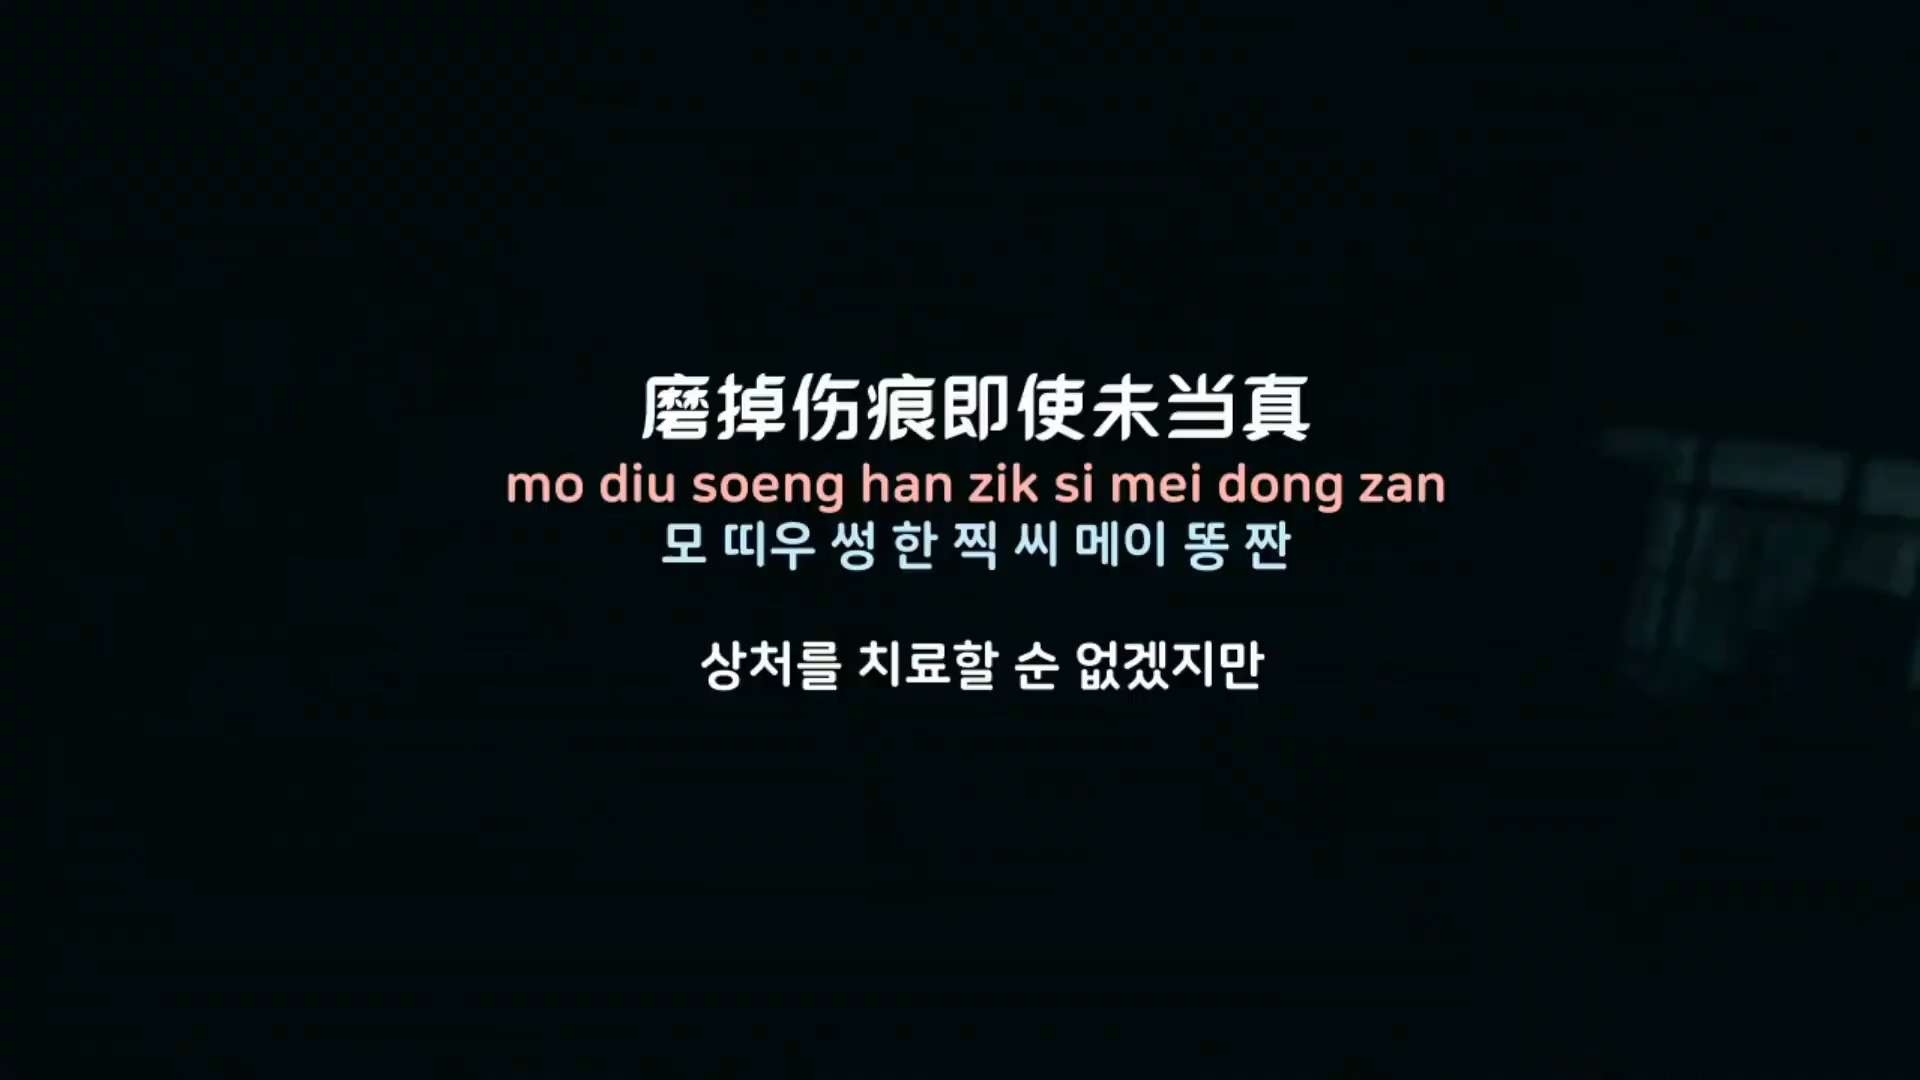 磨掉伤痕即使未当真
mo diu soeng han zik si mei dong zan
모 띠우 썽 한 찍 씨 메이 똥 짠
상처를 치료할 순 없겠지만